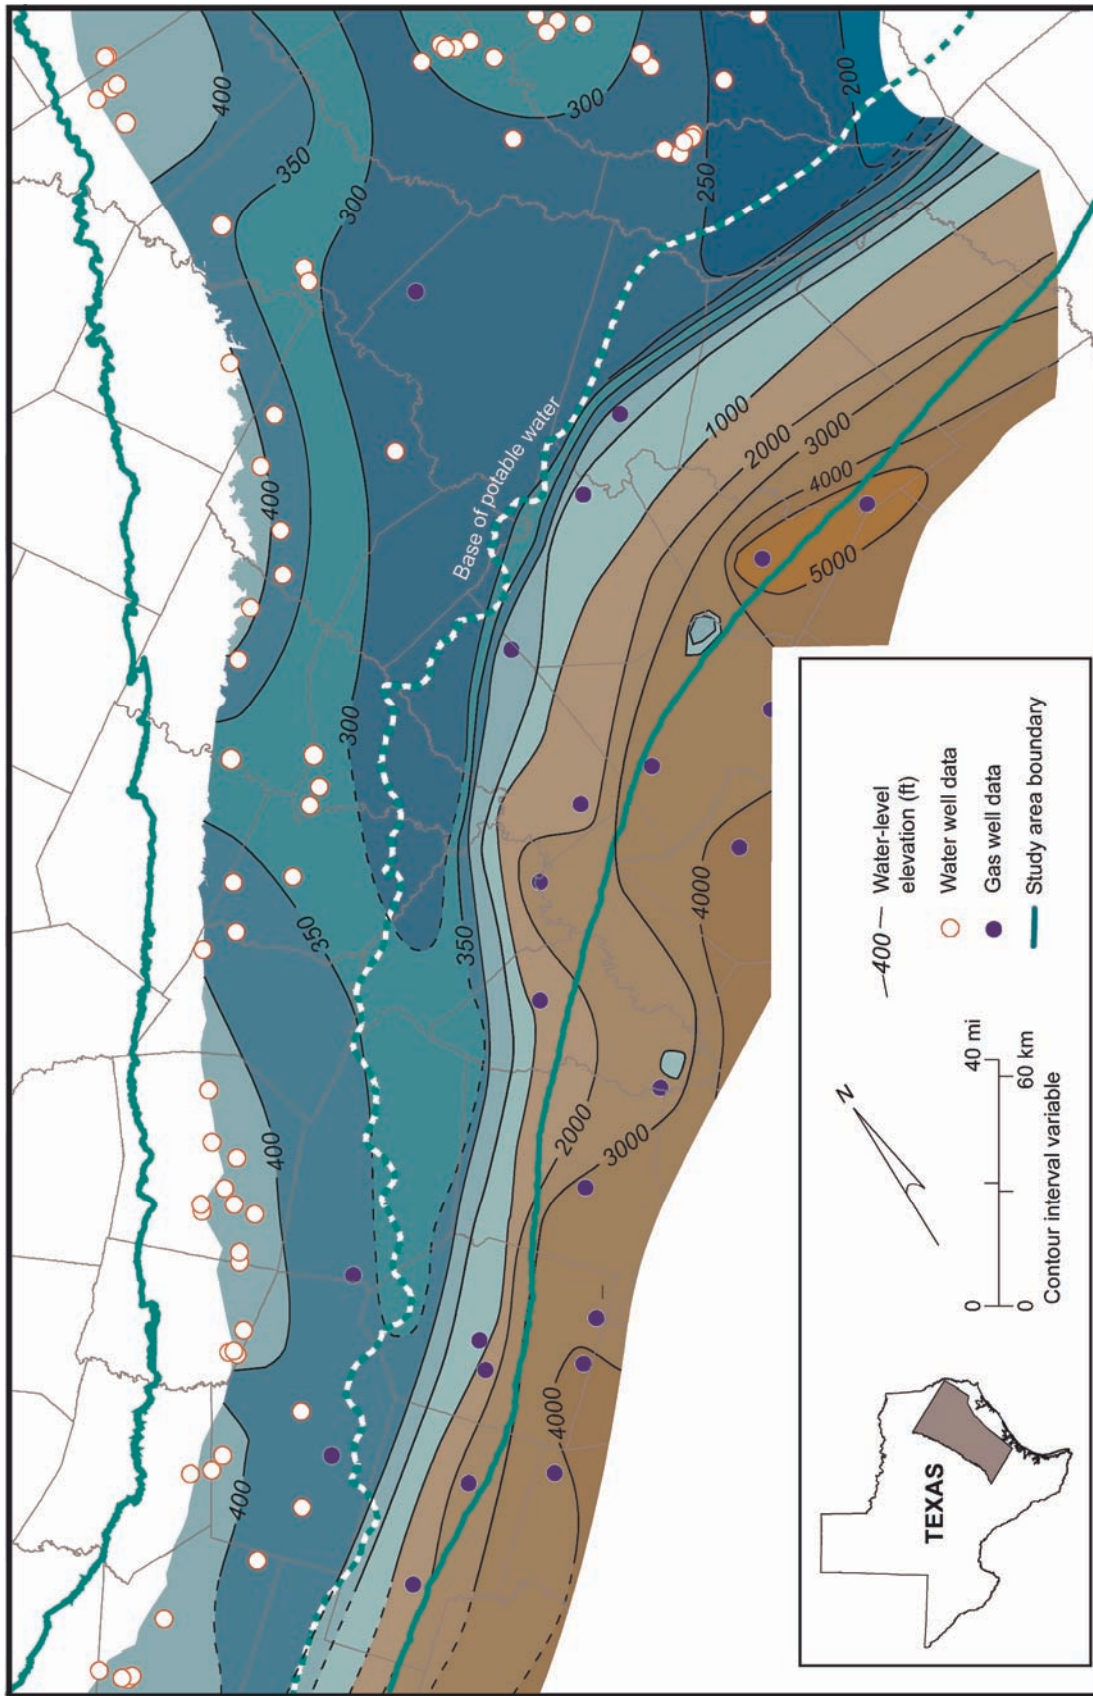 400
350
300
300
200
250
Base of potable water
400
1000
2000
3000
4000
5000
300
350
350
4000
400
2000
3000
400
4000
400
Water-level
elevation (ft)
Water well data
Gas well data
Study area boundary
N
0 40 mi
0 60 km
Contour interval variable
TEXAS